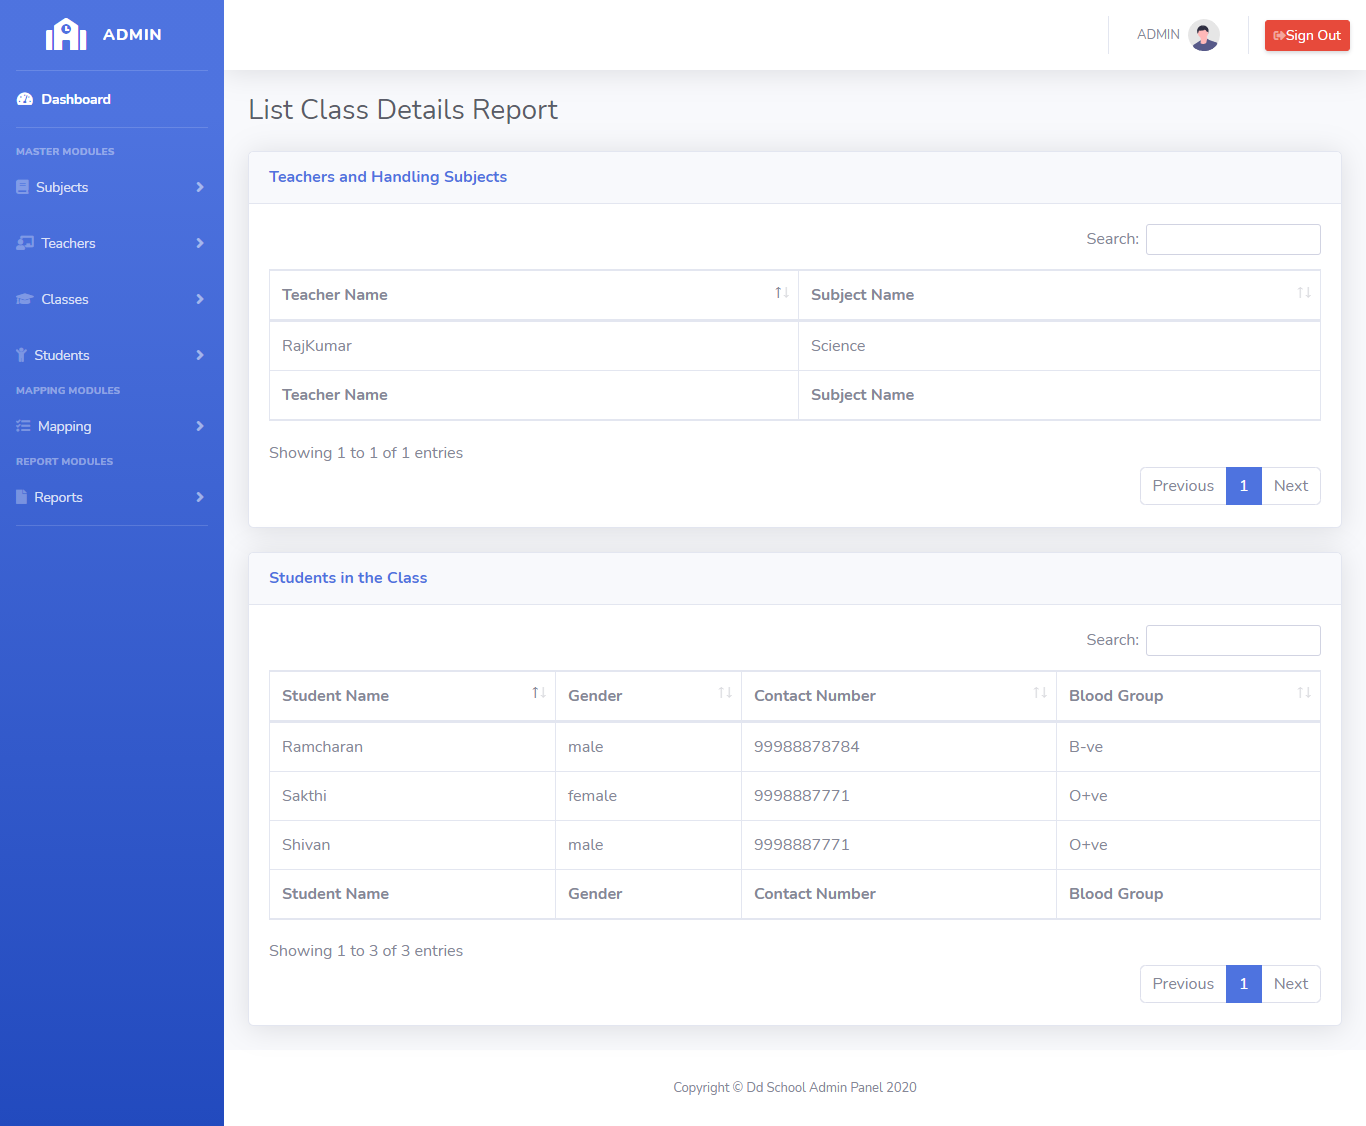 ADMIN
ADMIN
Sign Out
Dashboard
MASTER MODULES
Subjects
Teachers
Classes
Students
MAPPING MODULES
Mapping
REPORT MODULES
Reports
List Class Details Report
Teachers and Handling Subjects
Search:
Teacher Name Subject Name
RajKumar Science
Teacher Name Subject Name
Showing 1 to 1 of 1 entries
Previous 1 Next
Students in the Class
Search:
Student Name Gender Contact Number Blood Group
Ramcharan male 99988878784 B-ve
Sakthi female 9998887771 O+ve
Shivan male 9998887771 O+ve
Student Name Gender Contact Number Blood Group
Showing 1 to 3 of 3 entries
Previous 1 Next
Copyright © Dd School Admin Panel 2020